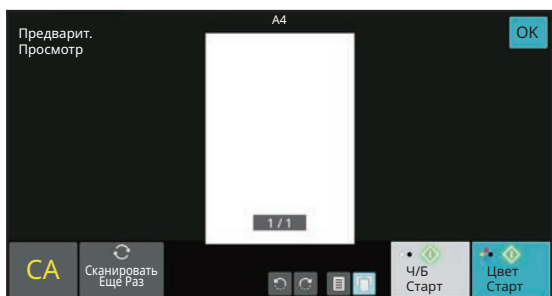 A4
Предварит.
Просмотр
OK
1 / 1
CA
Сканировать
Еще Раз
Ч/Б
Старт
Цвет
Старт